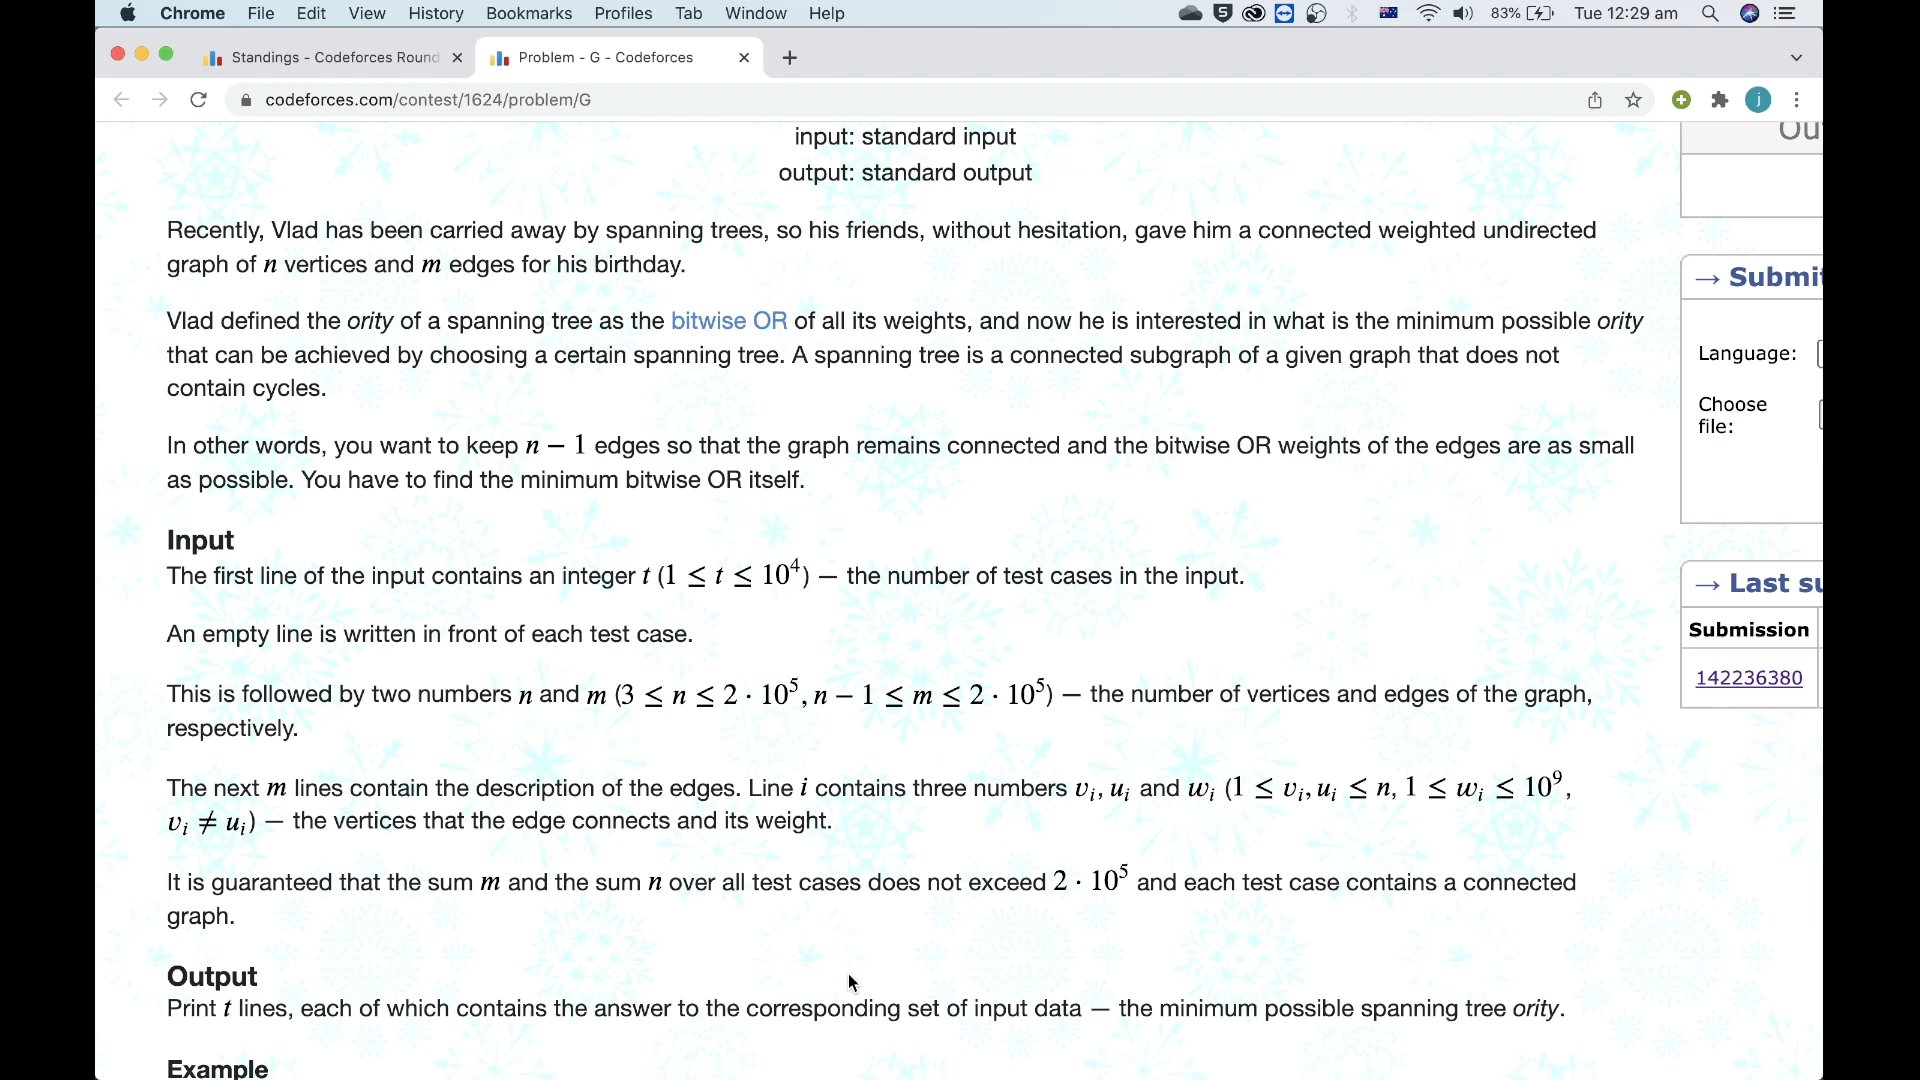 Chrome File Edit View History Bookmarks Profiles Tab Window Help 83% Tue 12:29 am
Standings - Codeforces Round Problem - G - Codeforces
codeforces.com/contest/1624/problem/G j
input: standard input
output: standard output
Recently, Vlad has been carried away by spanning trees, so his friends, without hesitation, gave him a connected weighted undirected
graph of n vertices and m edges for his birthday.
Vlad defined the ority of a spanning tree as the bitwise OR of all its weights, and now he is interested in what is the minimum possible ority
that can be achieved by choosing a certain spanning tree. A spanning tree is a connected subgraph of a given graph that does not
contain cycles.
In other words, you want to keep n − 1 edges so that the graph remains connected and the bitwise OR weights of the edges are as small
as possible. You have to find the minimum bitwise OR itself.
Input
The first line of the input contains an integer t (1 ≤ t ≤ 10⁴) — the number of test cases in the input.
An empty line is written in front of each test case.
This is followed by two numbers n and m (3 ≤ n ≤ 2 · 10⁵, n − 1 ≤ m ≤ 2 · 10⁵) — the number of vertices and edges of the graph,
respectively.
The next m lines contain the description of the edges. Line i contains three numbers vᵢ, uᵢ and wᵢ (1 ≤ vᵢ, uᵢ ≤ n, 1 ≤ wᵢ ≤ 10⁹,
vᵢ ≠ uᵢ) — the vertices that the edge connects and its weight.
It is guaranteed that the sum m and the sum n over all test cases does not exceed 2 · 10⁵ and each test case contains a connected
graph.
Output
Print t lines, each of which contains the answer to the corresponding set of input data — the minimum possible spanning tree ority.
Example
Ou
→ Submi
Language:
Choose
file:
→ Last su
Submission
142236380